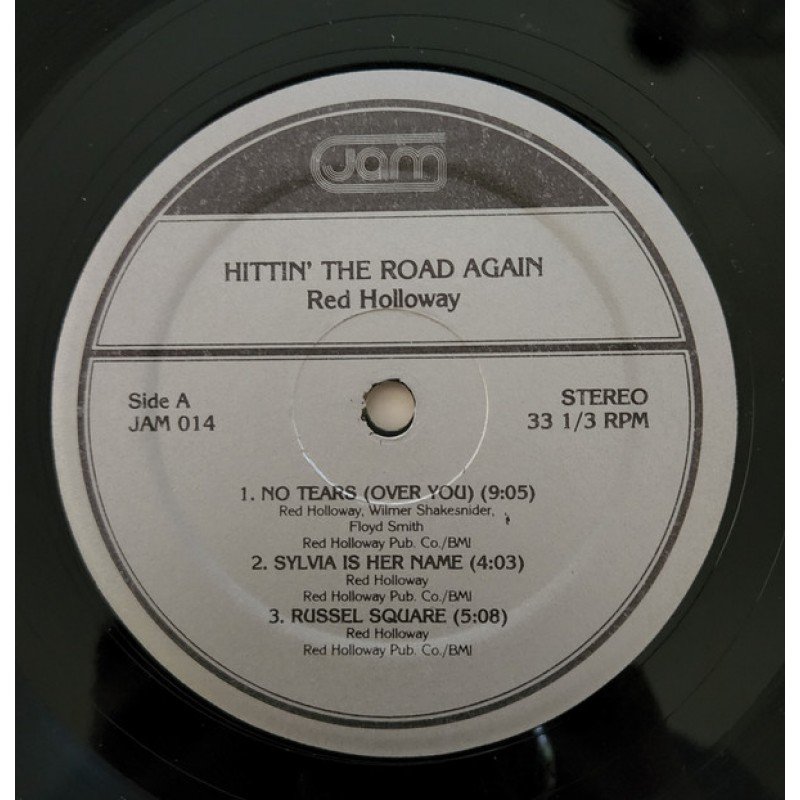 Jam
HITTIN' THE ROAD AGAIN
Red Holloway
Side A
JAM 014
STEREO
33 1/3 RPM
1. NO TEARS (OVER YOU) (9:05)
Red Holloway, Wilmer Shakesnider,
Floyd Smith
Red Holloway Pub. Co./BMI
2. SYLVIA IS HER NAME (4:03)
Red Holloway
Red Holloway Pub. Co./BMI
3. RUSSEL SQUARE (5:08)
Red Holloway
Red Holloway Pub. Co./BMI